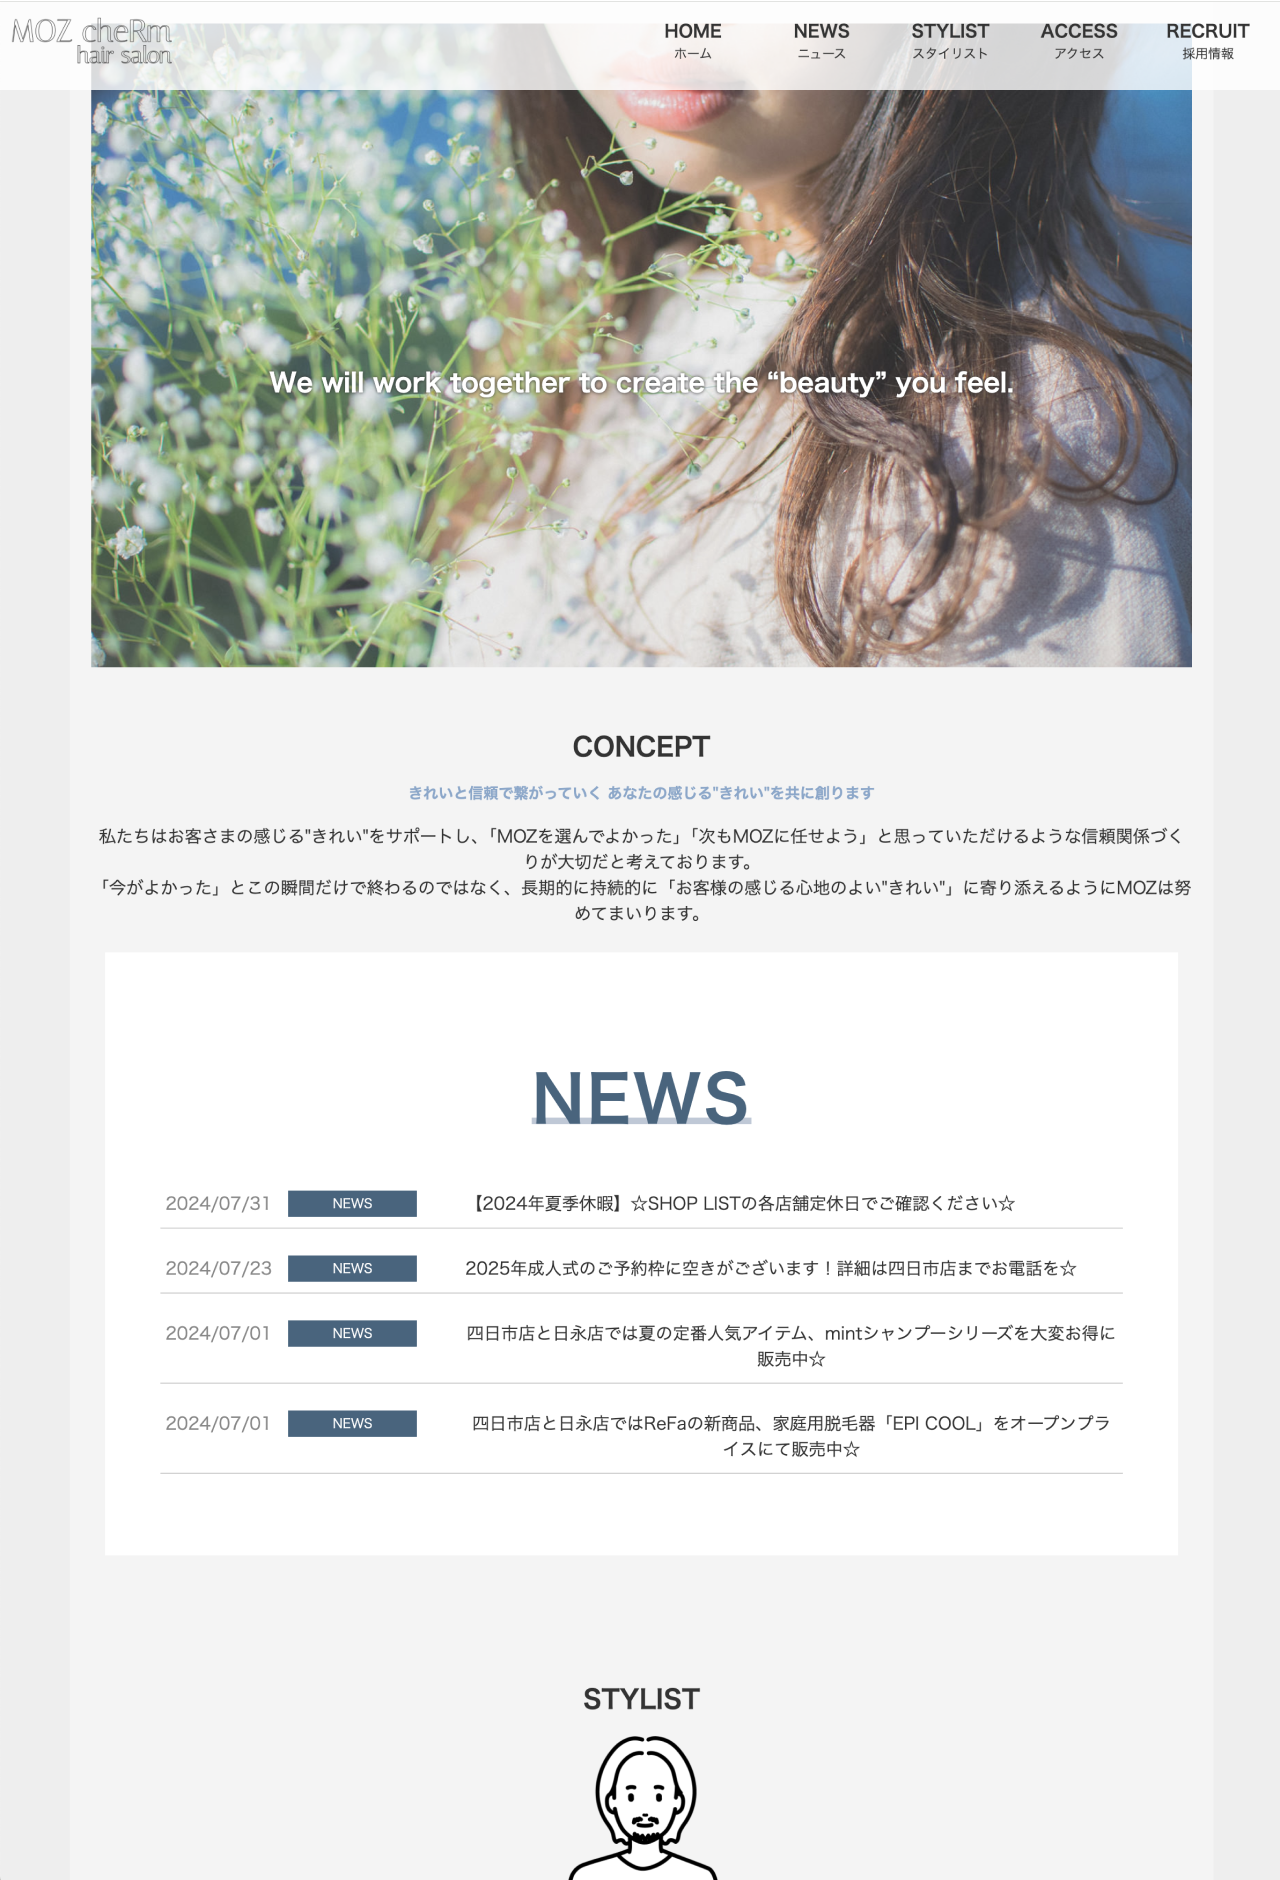 MOZ cheRm
hair salon
HOME
ホーム
NEWS
ニュース
STYLIST
スタイリスト
ACCESS
アクセス
RECRUIT
採用情報
We will work together to create the “beauty” you feel.
CONCEPT
きれいと信頼で繋がっていく あなたの感じる"きれい"を共に創ります
私たちはお客さまの感じる"きれい"をサポートし、「MOZを選んでよかった」「次もMOZに任せよう」と思っていただけるような信頼関係づく
りが大切だと考えております。
「今がよかった」とこの瞬間だけで終わるのではなく、長期的に持続的に「お客様の感じる心地のよい"きれい"」に寄り添えるようにMOZは努
めてまいります。
NEWS
2024/07/31 NEWS 【2024年夏季休暇】☆SHOP LISTの各店舗定休日でご確認ください☆
2024/07/23 NEWS 2025年成人式のご予約枠に空きがございます！詳細は四日市店までお電話を☆
2024/07/01 NEWS 四日市店と日永店では夏の定番人気アイテム、mintシャンプーシリーズを大変お得に
販売中☆
2024/07/01 NEWS 四日市店と日永店ではReFaの新商品、家庭用脱毛器「EPI COOL」をオープンプラ
イスにて販売中☆
STYLIST